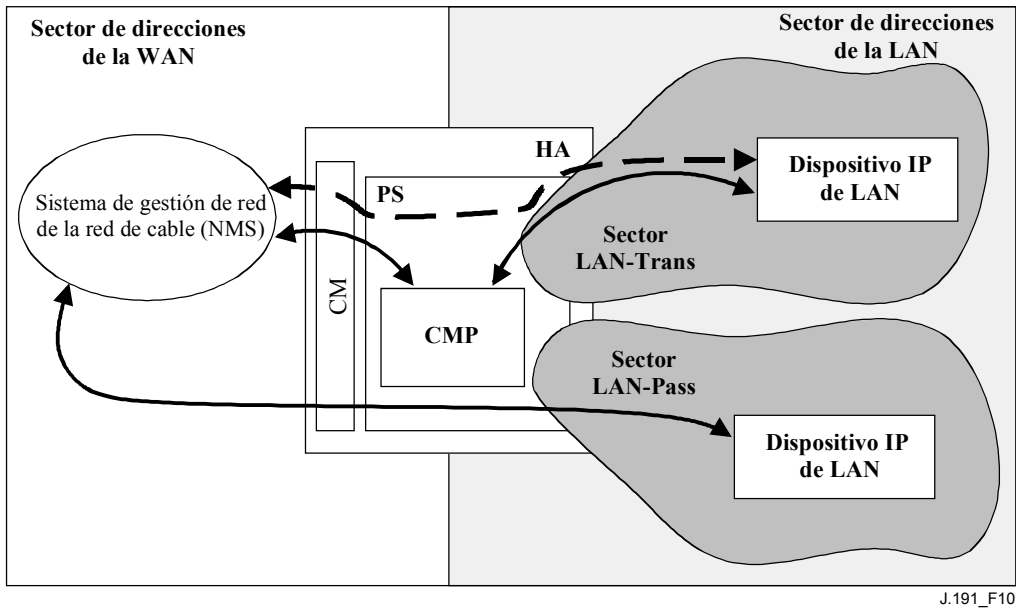 Sector de direcciones
de la WAN
Sector de direcciones
de la LAN
HA
Dispositivo IP
de LAN
PS
Sistema de gestión de red
de la red de cable (NMS)
Sector
LAN-Trans
CM
CMP
Sector
LAN-Pass
Dispositivo IP
de LAN
J.191_F10